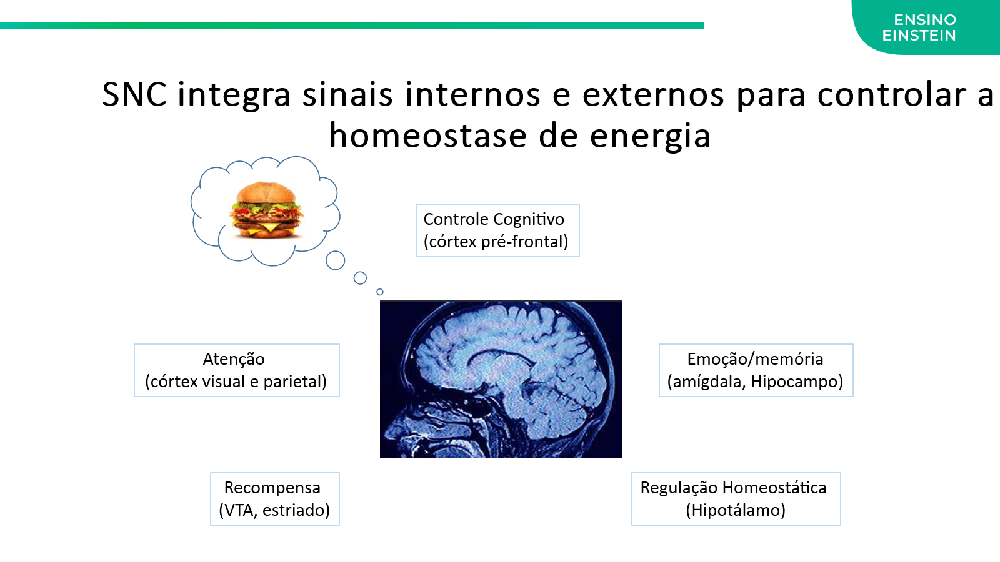 ENSINO
EINSTEIN
SNC integra sinais internos e externos para controlar a
homeostase de energia
Controle Cognitivo
(córtex pré-frontal)
Atenção
(córtex visual e parietal)
Emoção/memória
(amígdala, Hipocampo)
Recompensa
(VTA, estriado)
Regulação Homeostática
(Hipotálamo)